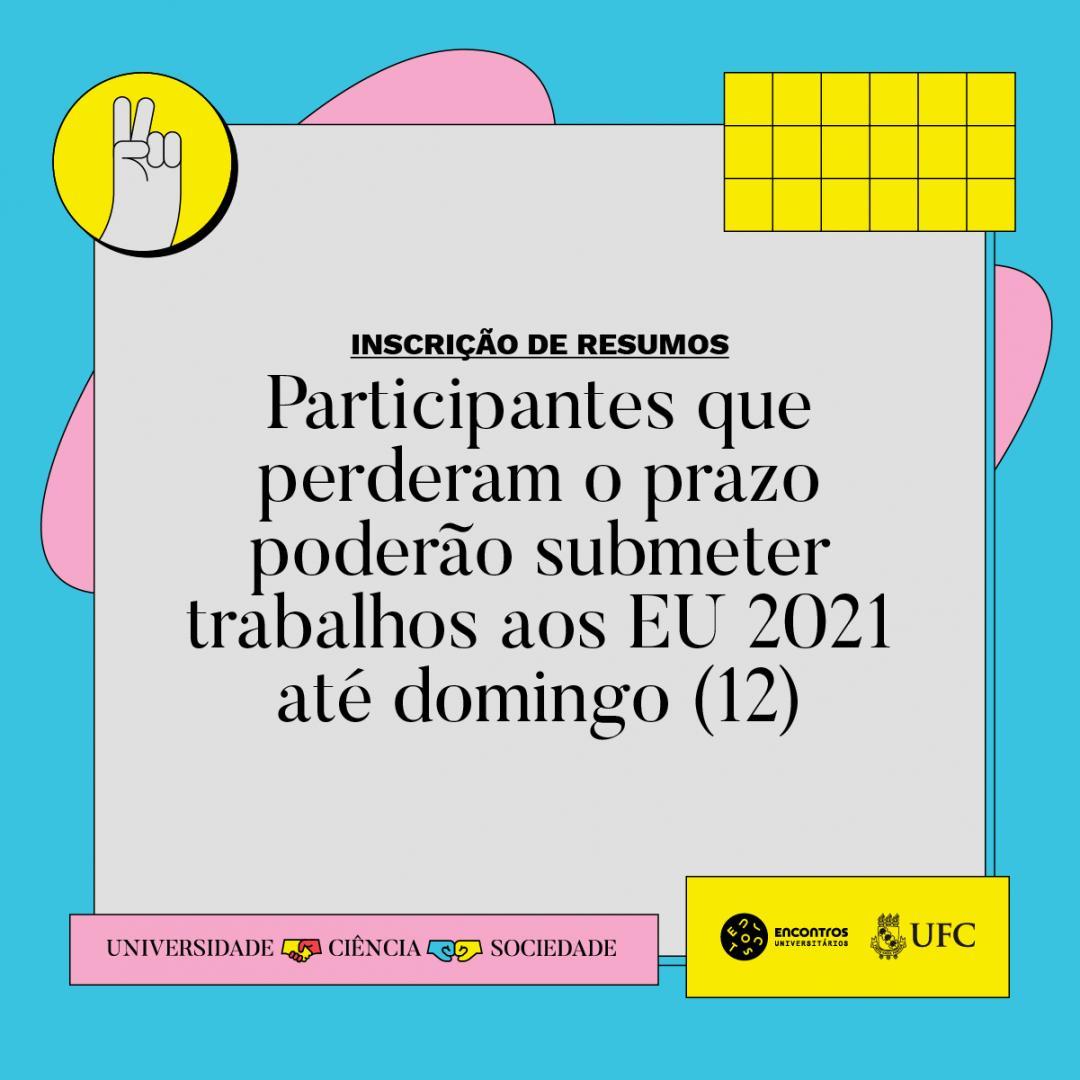 INSCRIÇÃO DE RESUMOS
Participantes que
perderam o prazo
poderão submeter
trabalhos aos EU 2021
até domingo (12)
UNIVERSIDADE CIÊNCIA SOCIEDADE
ENCONTROS
UNIVERSITÁRIOS
UFC